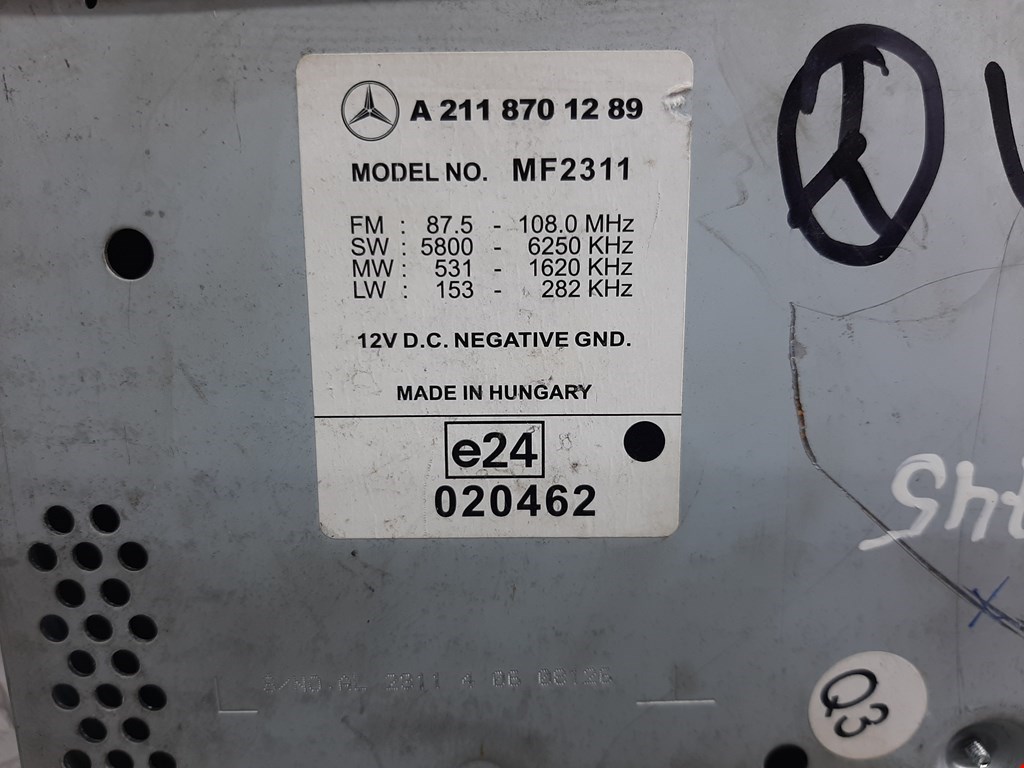 A 211 870 12 89
MODEL NO. MF2311
FM : 87.5 - 108.0 MHz
SW : 5800 - 6250 KHz
MW : 531 - 1620 KHz
LW : 153 - 282 KHz
12V D.C. NEGATIVE GND.
MADE IN HUNGARY
e24
020462
Q3